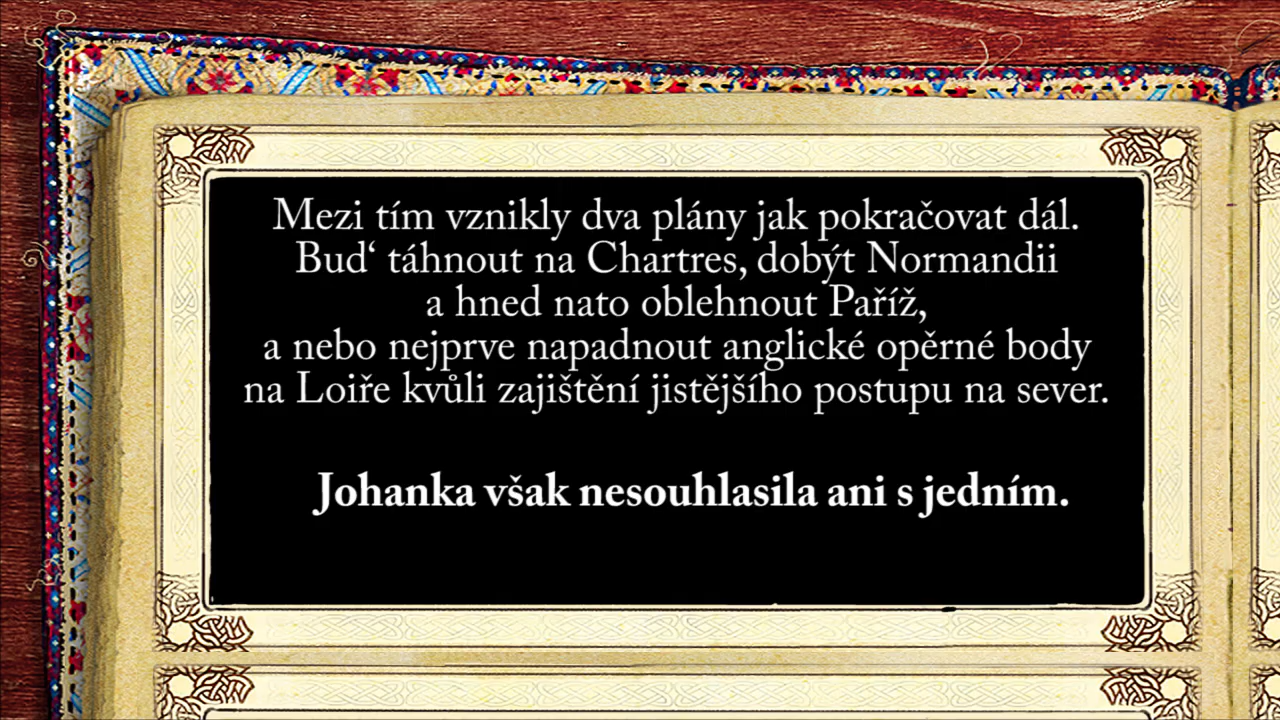 Mezi tím vznikly dva plány jak pokračovat dál.
Bud‘ táhnout na Chartres, dobýt Normandii
a hned nato oblehnout Paříž,
a nebo nejprve napadnout anglické opěrné body
na Loiře kvůli zajištění jistějšího postupu na sever.
Johanka však nesouhlasila ani s jedním.